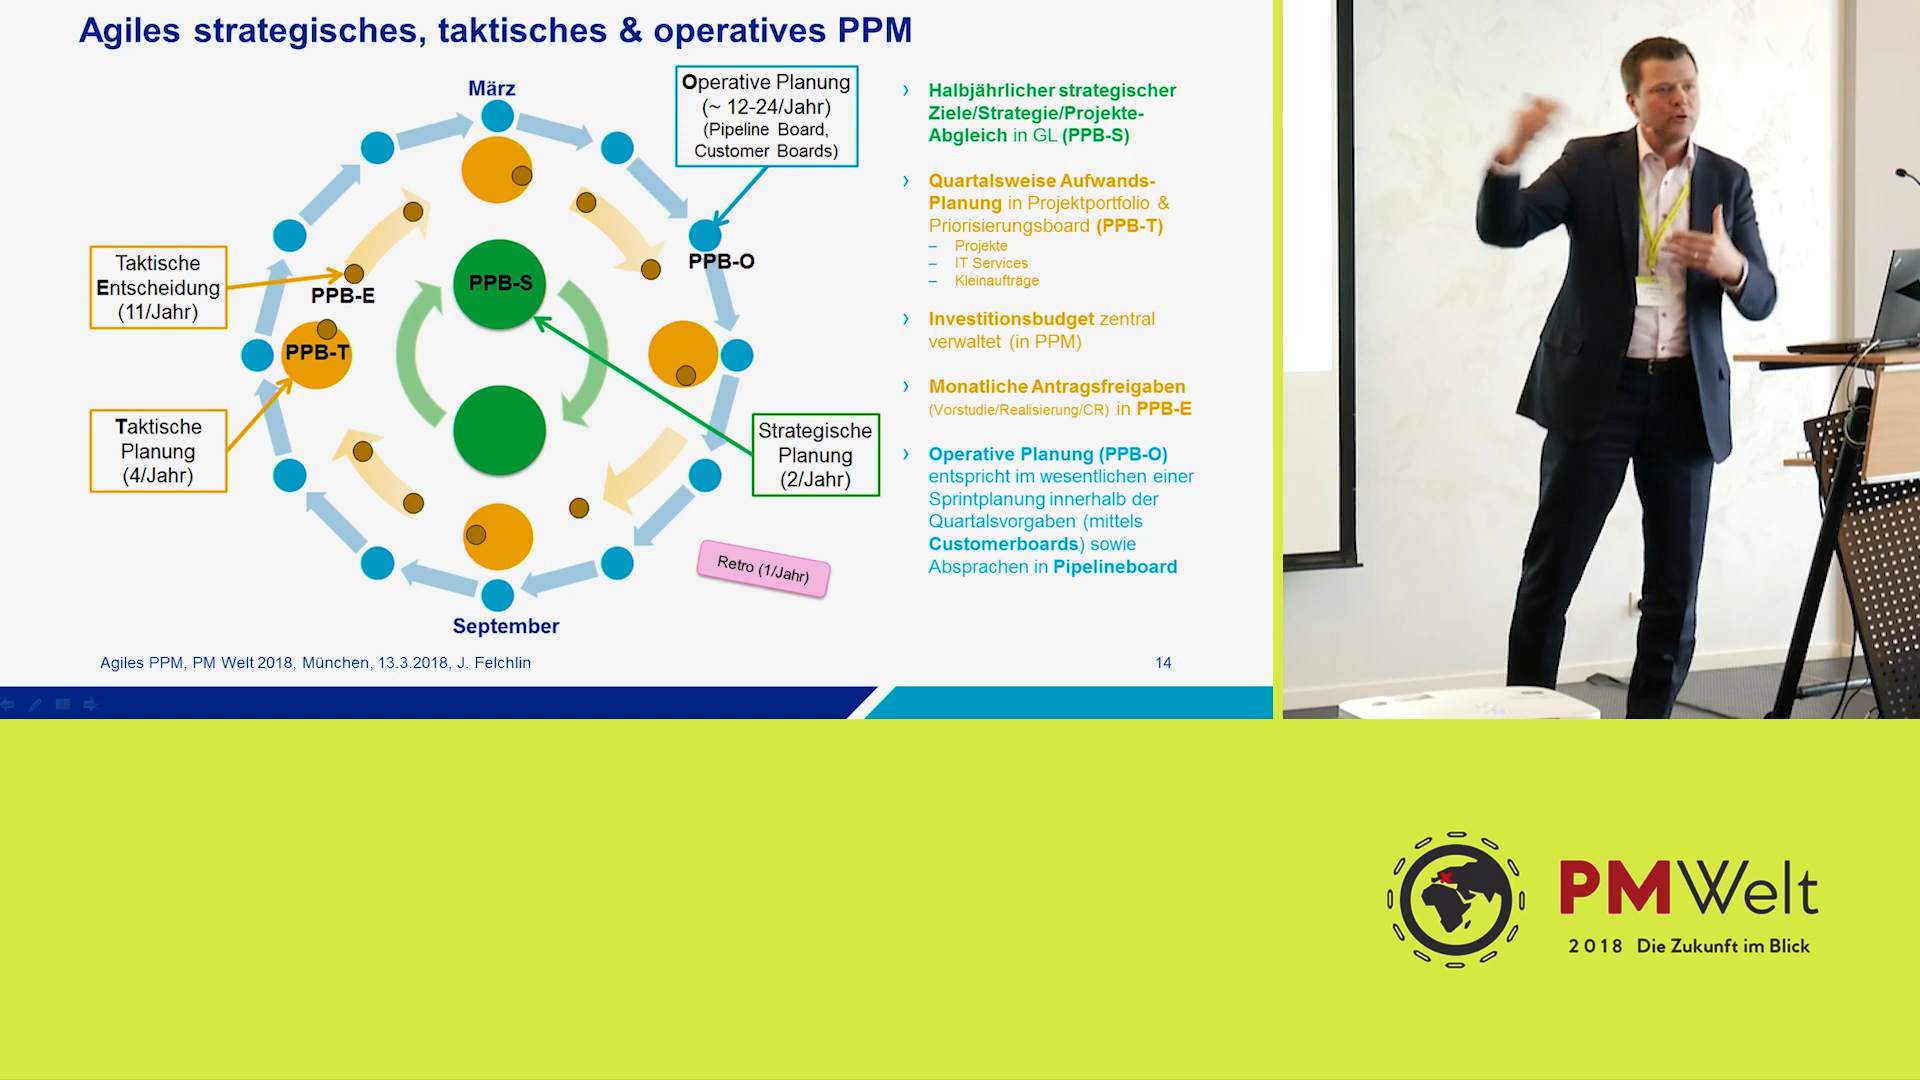 Agiles strategisches, taktisches & operatives PPM
März
Operative Planung
(~ 12-24/Jahr)
(Pipeline Board,
Customer Boards)
PPB-O
Taktische
Entscheidung
(11/Jahr)
PPB-E
PPB-S
PPB-T
Taktische
Planung
(4/Jahr)
Strategische
Planung
(2/Jahr)
Retro (1/Jahr)
September
› Halbjährlicher strategischer
Ziele/Strategie/Projekte-
Abgleich in GL (PPB-S)
› Quartalsweise Aufwands-
Planung in Projektportfolio &
Priorisierungsboard (PPB-T)
– Projekte
– IT Services
– Kleinaufträge
› Investitionsbudget zentral
verwaltet (in PPM)
› Monatliche Antragsfreigaben
(Vorstudie/Realisierung/CR) in PPB-E
› Operative Planung (PPB-O)
entspricht im wesentlichen einer
Sprintplanung innerhalb der
Quartalsvorgaben (mittels
Customerboards) sowie
Absprachen in Pipelineboard
Agiles PPM, PM Welt 2018, München, 13.3.2018, J. Felchlin
14
PMWelt
2018 Die Zukunft im Blick